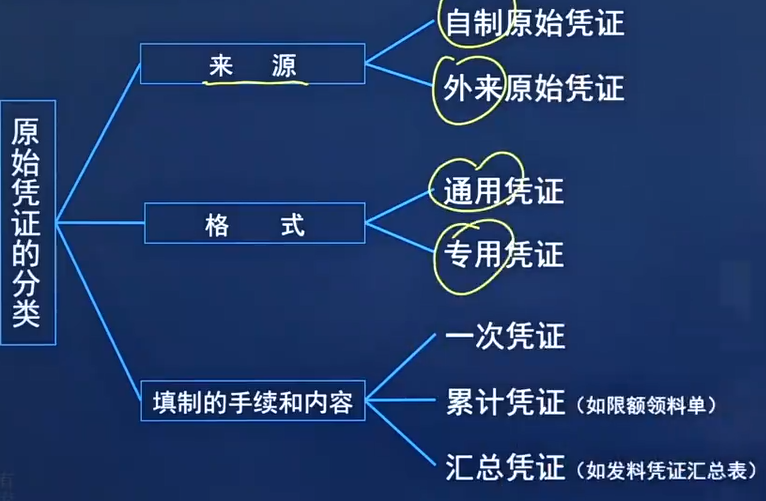 原始凭证的分类
来 源
自制原始凭证
外来原始凭证
格 式
通用凭证
专用凭证
填制的手续和内容
一次凭证
累计凭证（如限额领料单）
汇总凭证（如发料凭证汇总表）